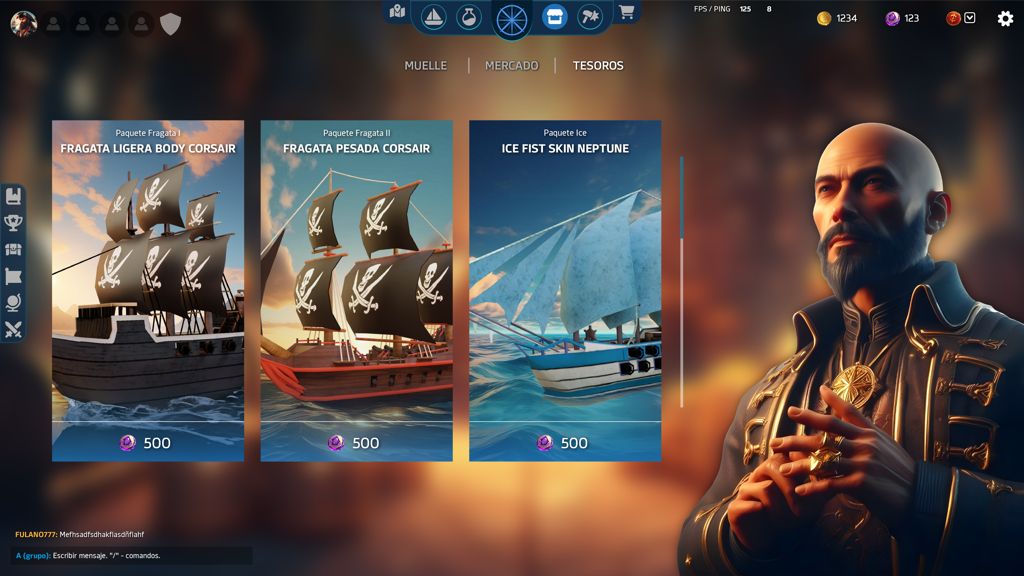 FPS / PING 125 8
1234
123
MUELLE
MERCADO
TESOROS
Paquete Fragata I
FRAGATA LIGERA BODY CORSAIR
500
Paquete Fragata II
FRAGATA PESADA CORSAIR
500
Paquete Ice
ICE FIST SKIN NEPTUNE
500
FULANO777: Mefhsadfsdhakflasdñflahf
A (grupo): Escribir mensaje. "/" - comandos.